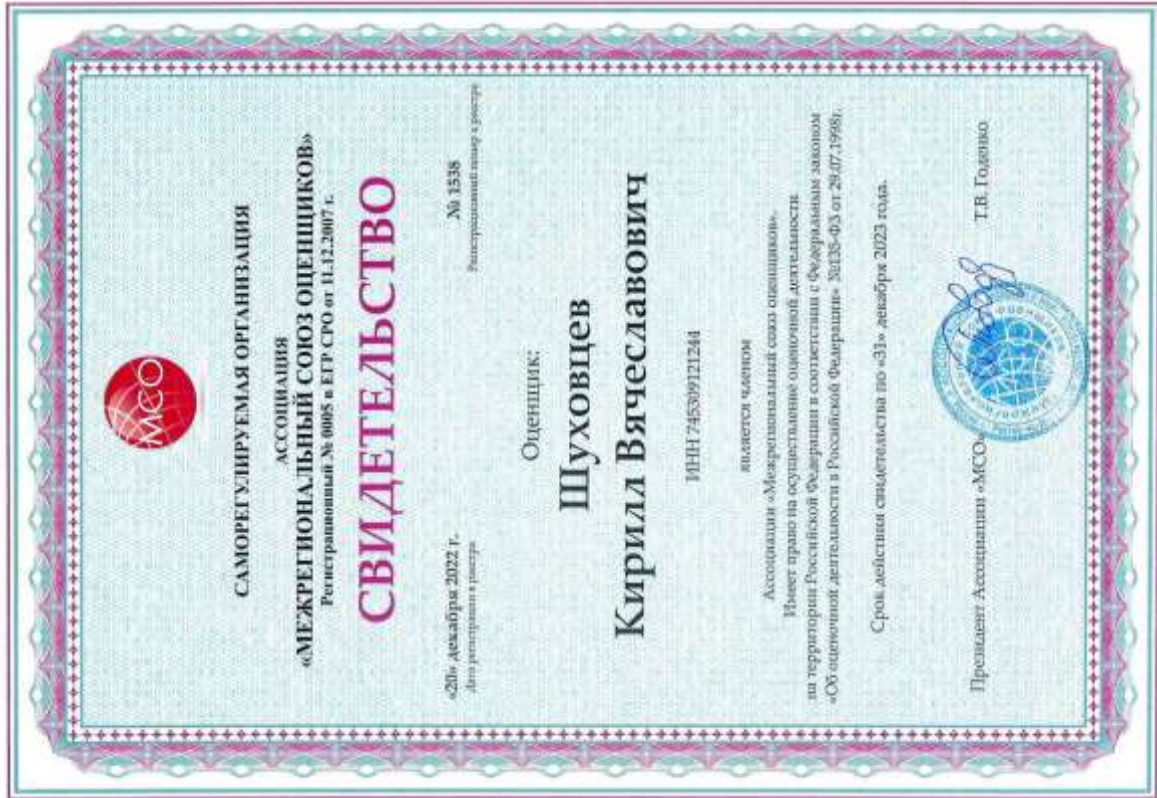 МСО
САМОРЕГУЛИРУЕМАЯ ОРГАНИЗАЦИЯ
АССОЦИАЦИЯ
«МЕЖРЕГИОНАЛЬНЫЙ СОЮЗ ОЦЕНЩИКОВ»
Регистрационный № 0005 в ЕГР СРО от 11.12.2007 г.
СВИДЕТЕЛЬСТВО
«20» декабря 2022 г. № 1538
Дата регистрации в реестре Регистрационный номер в реестре
Оценщик:
Шуховцев
Кирилл Вячеславович
ИНН 745309121244
является членом
Ассоциации «Межрегиональный союз оценщиков».
Имеет право на осуществление оценочной деятельности
на территории Российской Федерации в соответствии с Федеральным законом
«Об оценочной деятельности в Российской Федерации» №135-ФЗ от 29.07.1998г.
Срок действия свидетельства по «31» декабря 2023 года.
Президент Ассоциации «МСО» Т.В. Годенко